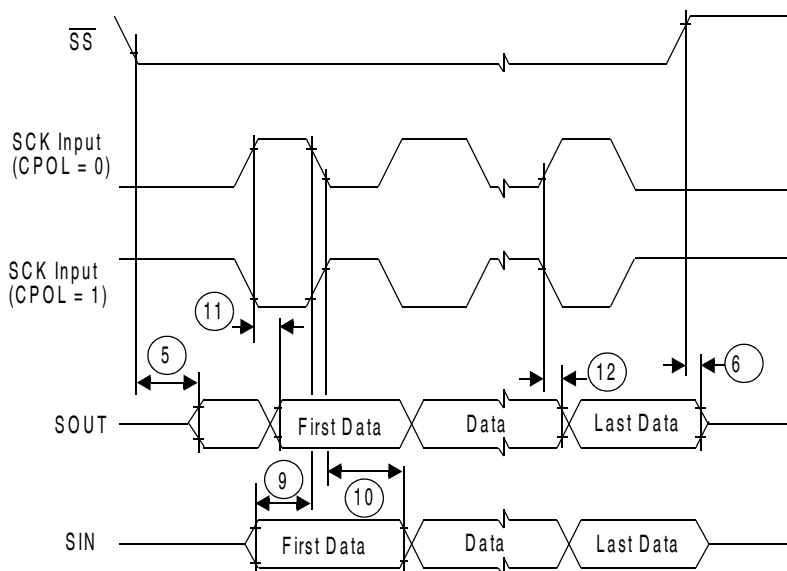 SS
SCK Input
(CPOL = 0)
SCK Input
(CPOL = 1)
11
5
12
6
SOUT
First Data
Data
Last Data
9
10
SIN
First Data
Data
Last Data